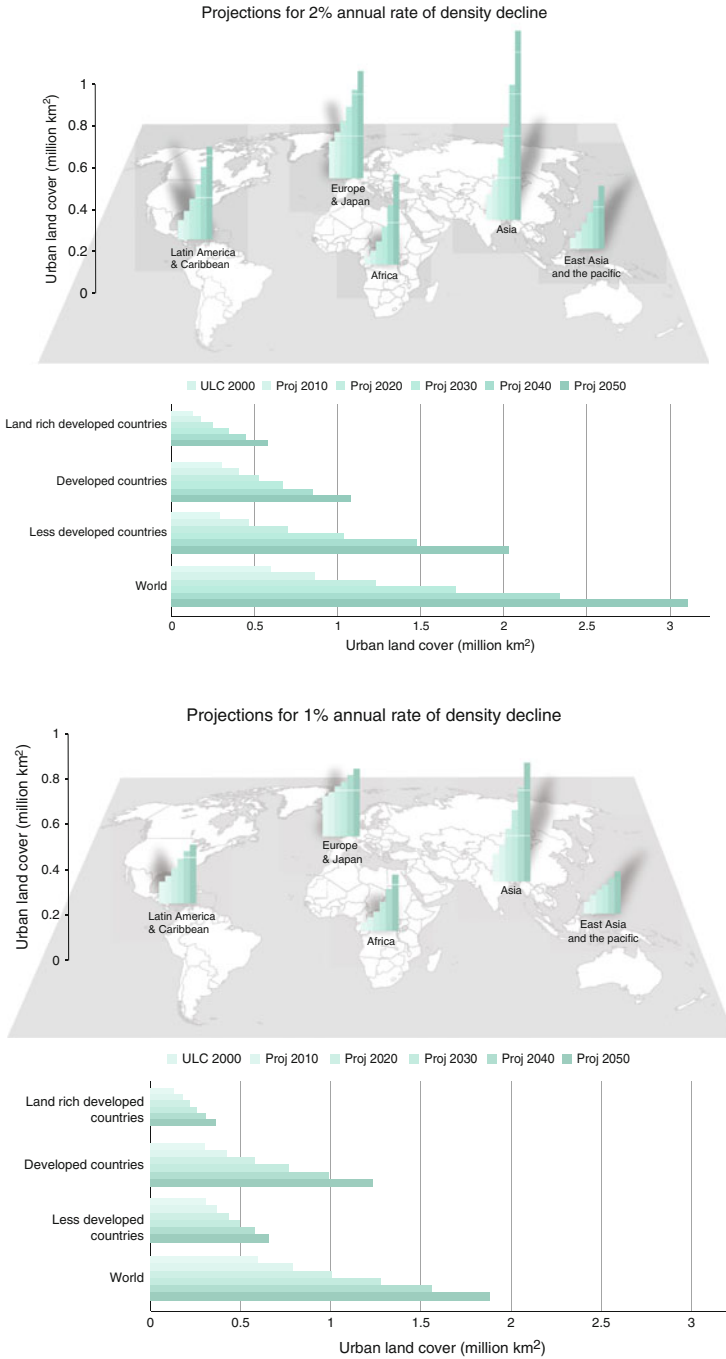 Projections for 2% annual rate of density decline
Urban land cover (million km²)
1
0.8
0.6
0.4
0.2
0
Europe
& Japan
Latin America
& Caribbean
Africa
Asia
East Asia
and the pacific
ULC 2000 Proj 2010 Proj 2020 Proj 2030 Proj 2040 Proj 2050
Land rich developed countries
Developed countries
Less developed countries
World
0 0.5 1 1.5 2 2.5 3
Urban land cover (million km²)
Projections for 1% annual rate of density decline
Urban land cover (million km²)
1
0.8
0.6
0.4
0.2
0
Europe
& Japan
Latin America
& Caribbean
Africa
Asia
East Asia
and the pacific
ULC 2000 Proj 2010 Proj 2020 Proj 2030 Proj 2040 Proj 2050
Land rich developed
countries
Developed countries
Less developed
countries
World
0 0.5 1 1.5 2 2.5 3
Urban land cover (million km²)